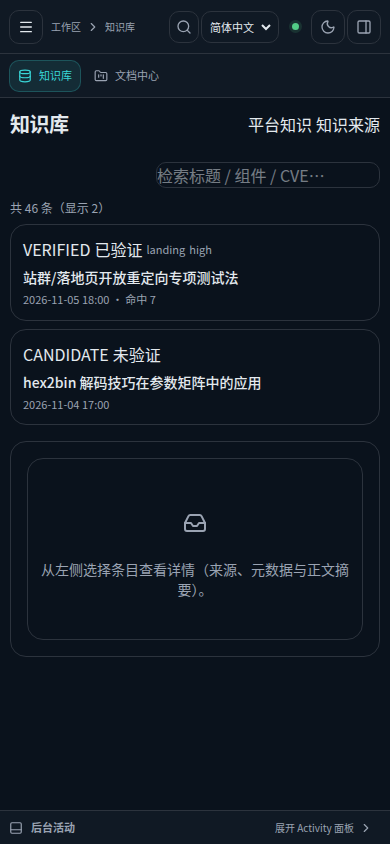 工作区 > 知识库 简体中文
知识库 文档中心
知识库 平台知识 知识来源
检索标题 / 组件 / CVE…
共 46 条（显示 2）
VERIFIED 已验证 landing high
站群/落地页开放重定向专项测试法
2026-11-05 18:00 · 命中 7
CANDIDATE 未验证
hex2bin 解码技巧在参数矩阵中的应用
2026-11-04 17:00
从左侧选择条目查看详情（来源、元数据与正文摘
要）。
后台活动 展开 Activity 面板